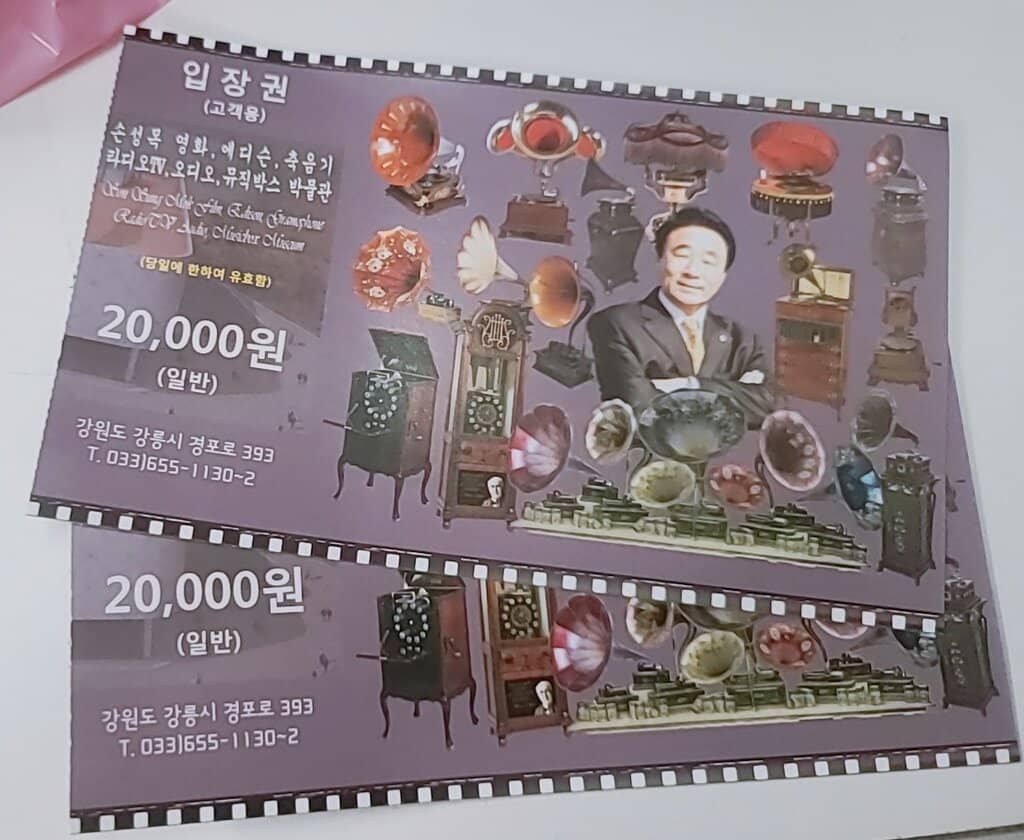 입장권
(고객용)
손성목 영화, 에디슨, 축음기
라디오TV, 오디오, 뮤직박스 박물관
Son Sung Mok Film, Edison, Gramophone
Radio TV Audio, Musicbox Museum
(당일에 한하여 유효함)
20,000원
(일반)
강원도 강릉시 경포로 393
T. 033)655-1130~2
20,000원
(일반)
강원도 강릉시 경포로 393
T. 033)655-1130~2